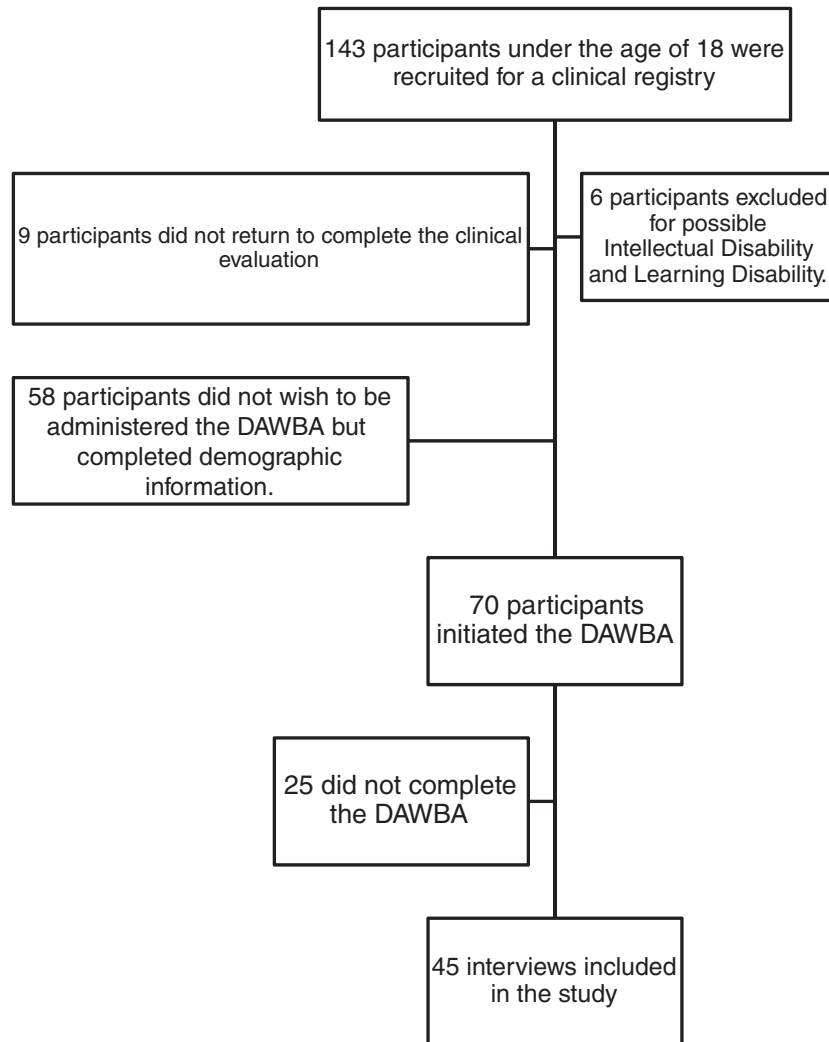 143 participants under the age of 18 were
recruited for a clinical registry
9 participants did not return to complete the clinical
evaluation
6 participants excluded
for possible
Intellectual Disability
and Learning Disability.
58 participants did not wish to be
administered the DAWBA but
completed demographic
information.
70 participants
initiated the DAWBA
25 did not complete
the DAWBA
45 interviews included
in the study